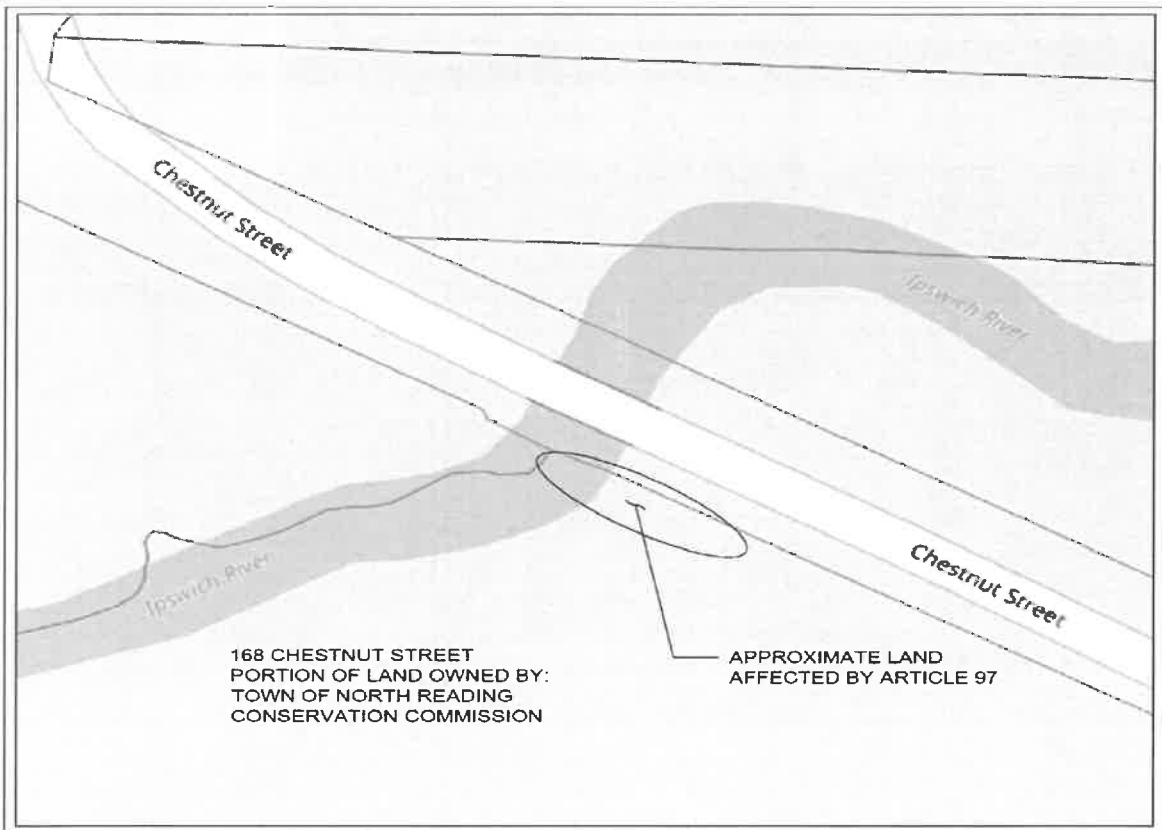 Chestnut Street
Ipswich River
Ipswich River
Chestnut Street
168 CHESTNUT STREET
PORTION OF LAND OWNED BY:
TOWN OF NORTH READING
CONSERVATION COMMISSION
APPROXIMATE LAND
AFFECTED BY ARTICLE 97